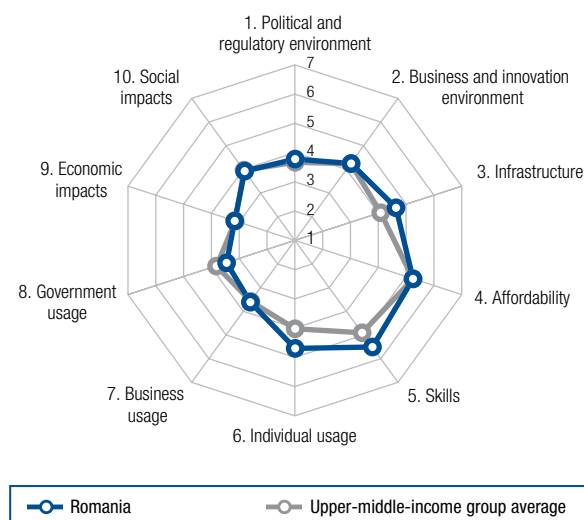 1. Political and
regulatory environment
2. Business and innovation
environment
3. Infrastructure
4. Affordability
5. Skills
6. Individual usage
7. Business
usage
8. Government
usage
9. Economic
impacts
10. Social
impacts
7
6
5
4
3
2
1
Romania
Upper-middle-income group average